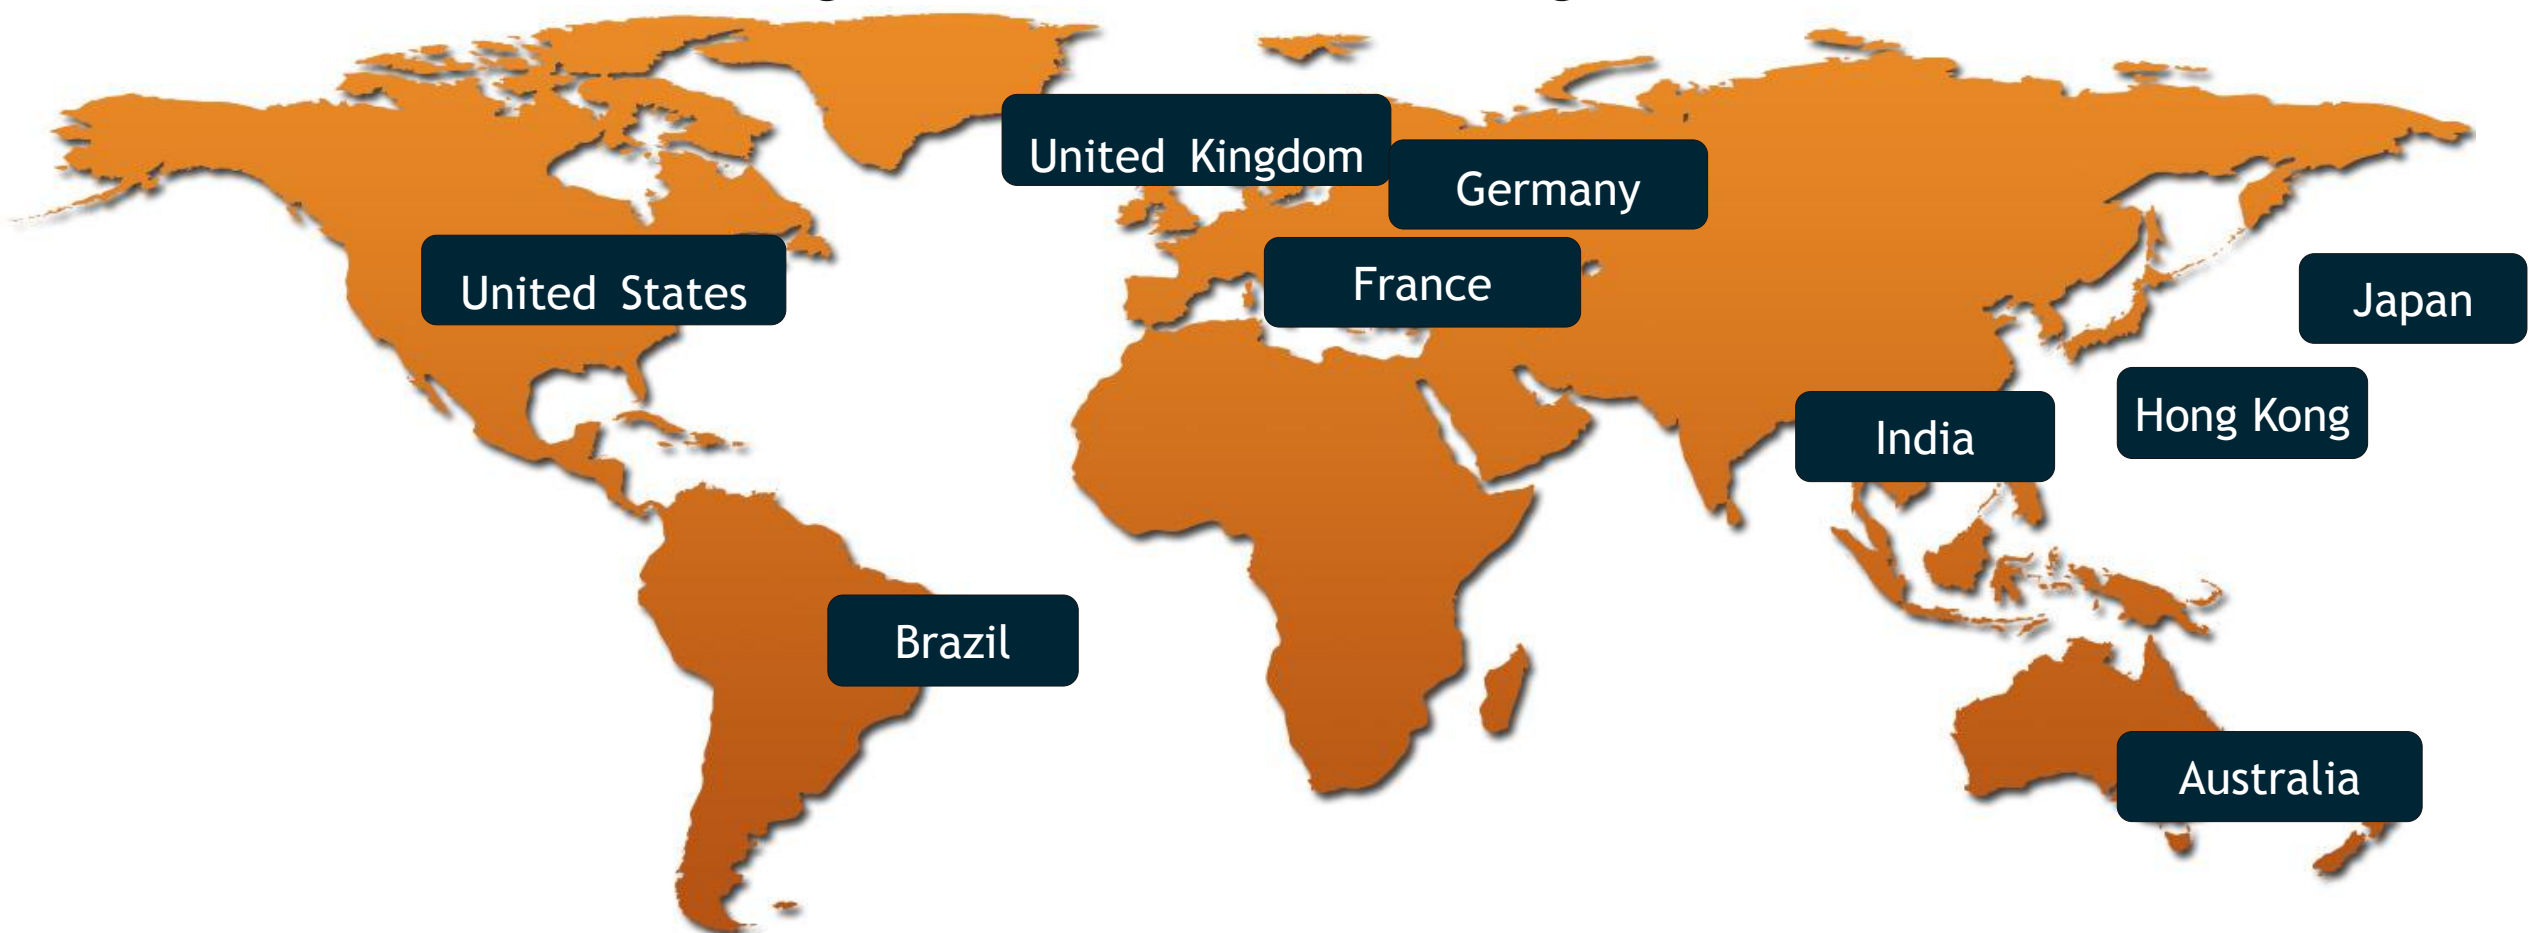 United Kingdom
Germany
United States
France
Japan
Hong Kong
India
Brazil
Australia